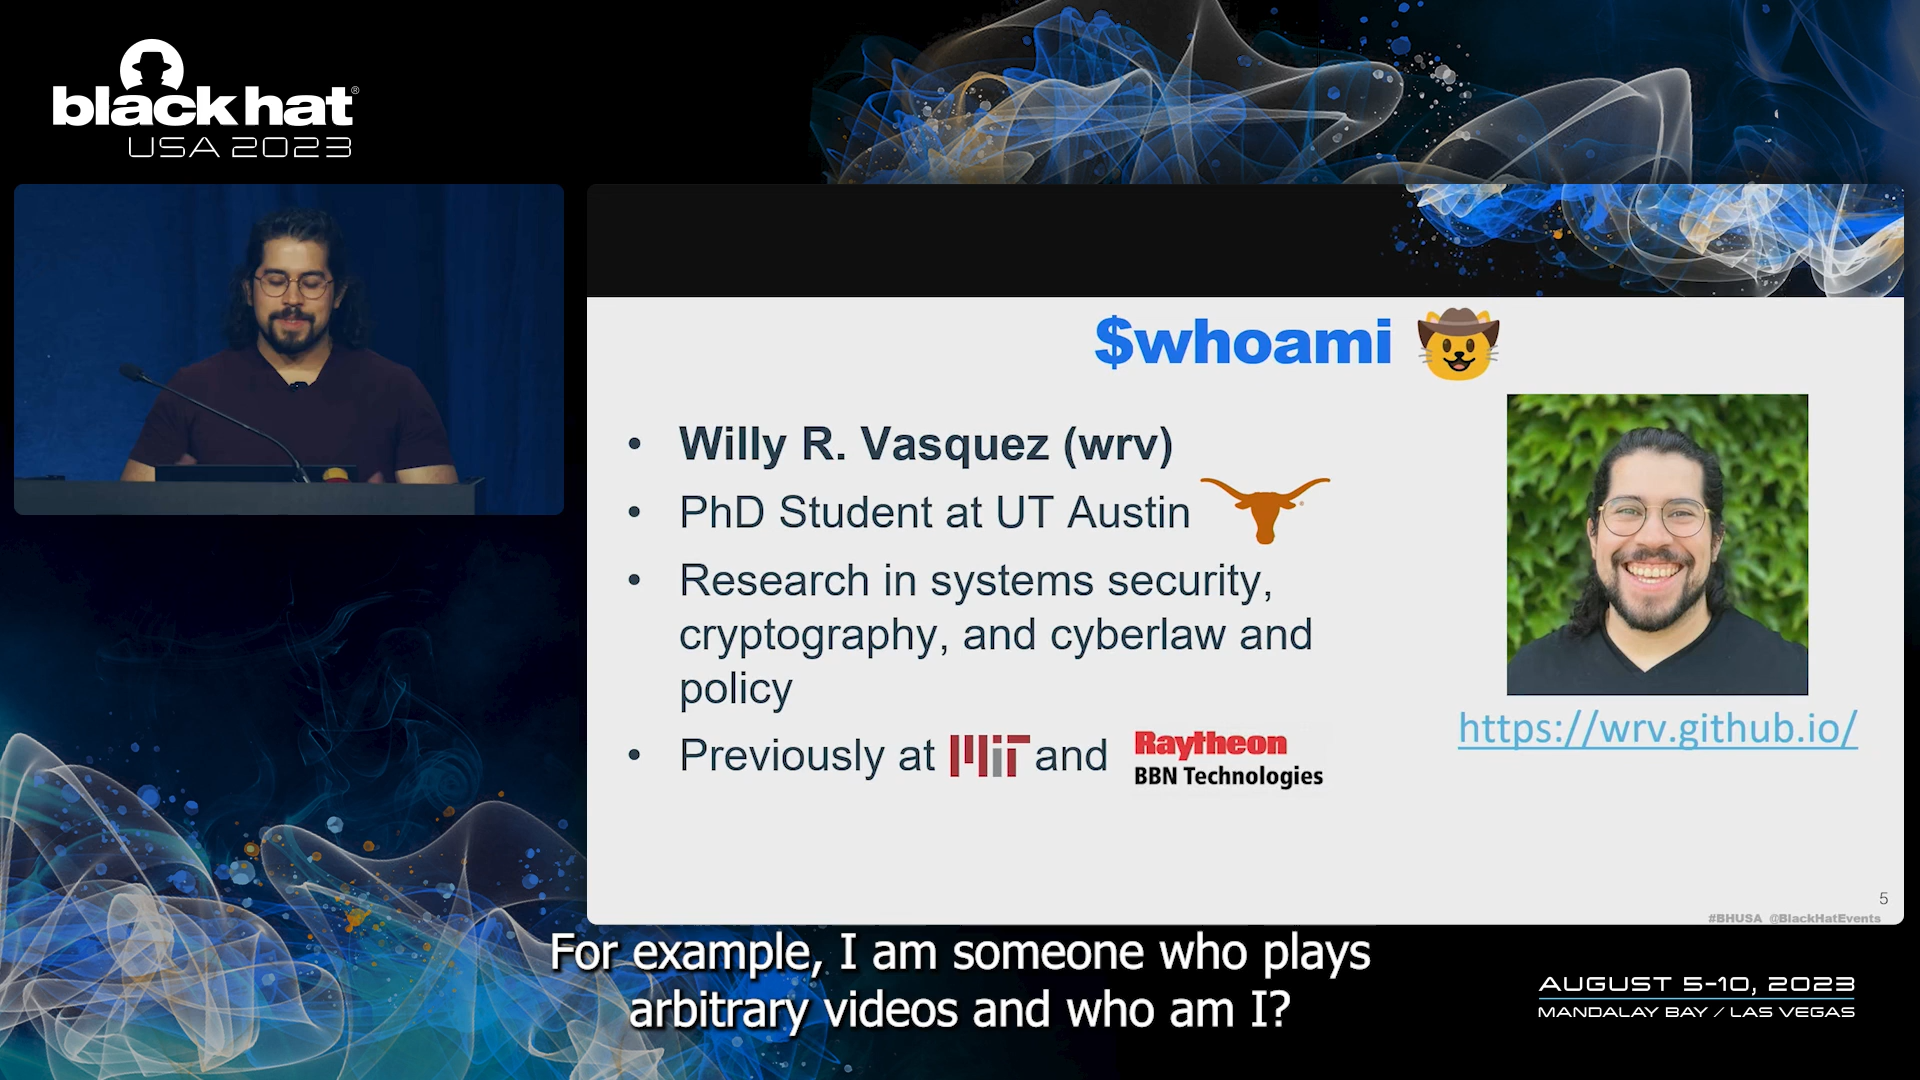 blackhat®
USA 2023
$whoami
• Willy R. Vasquez (wrv)
• PhD Student at UT Austin
• Research in systems security,
cryptography, and cyberlaw and
policy
• Previously at MIT and Raytheon
BBN Technologies
https://wrv.github.io/
5
#BHUSA @BlackHatEvents
For example, I am someone who plays
arbitrary videos and who am I?
AUGUST 5-10, 2023
MANDALAY BAY / LAS VEGAS